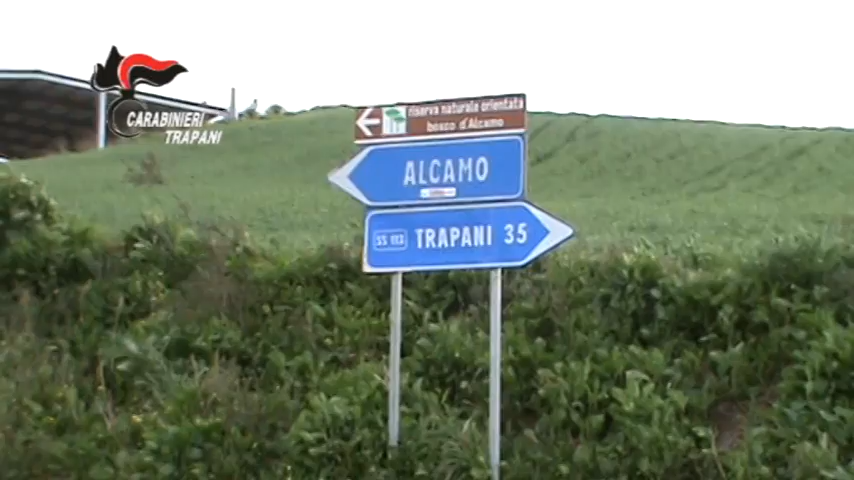 CARABINIERI
TRAPANI
riserva naturale orientata
bosco d'Alcamo
ALCAMO
SS 113 TRAPANI 35